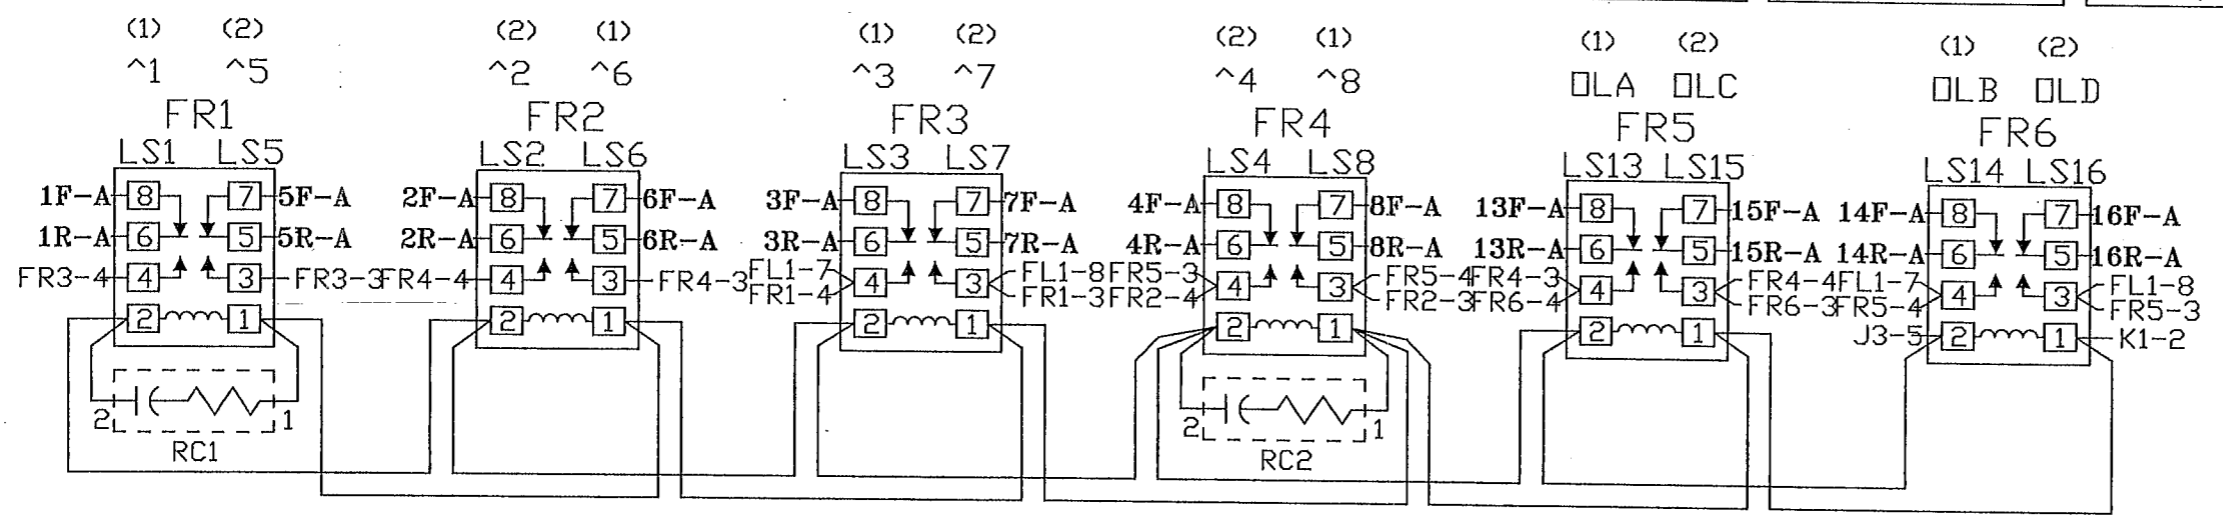 (1) (2) (2) (1) (1) (2) (2) (1) (1) (2) (1) (2)
^1 ^5 ^2 ^6 ^3 ^7 ^4 ^8 OLA OLC OLB OLD
FR1 FR2 FR3 FR4 FR5 FR6
LS1 LS5 LS2 LS6 LS3 LS7 LS4 LS8 LS13 LS15 LS14 LS16
1F-A 8 7 5F-A 2F-A 8 7 6F-A 3F-A 8 7 7F-A 4F-A 8 7 8F-A 13F-A 8 7 15F-A 14F-A 8 7 16F-A
1R-A 6 5 5R-A 2R-A 6 5 6R-A 3R-A 6 5 7R-A 4R-A 6 5 8R-A 13R-A 6 5 15R-A 14R-A 6 5 16R-A
FL1-7 FL1-8 FR5-3 FR5-4 FR4-3 FR4-4 FL1-7 FL1-8
FR3-4 4 3 FR3-3 FR4-4 4 3 FR4-3 4 3 4 3 4 3 4 3
FR1-4 FR1-3 FR2-4 FR2-3 FR6-4 FR6-3 FR5-4 FR5-3
2 1 2 1 2 1 2 1 2 1 J3-5 2 1 K1-2
2 1 2 1
RC1 RC2